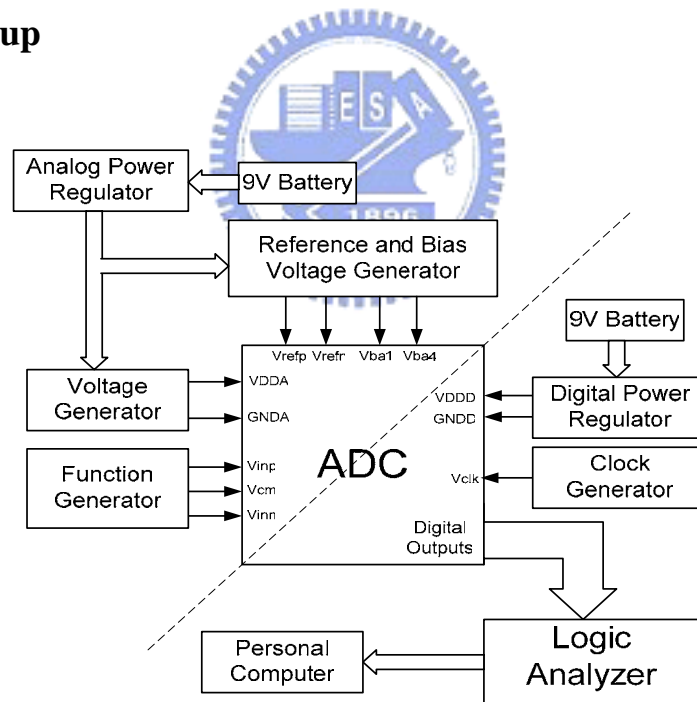 up
E S A
1896
Analog Power
Regulator
9V Battery
Reference and Bias
Voltage Generator
9V Battery
Vrefp Vrefn Vba1 Vba4
Voltage
Generator
VDDA
GNDA
VDDD
GNDD
Digital Power
Regulator
Function
Generator
Vinp
Vcm
Vinn
ADC
Vclk
Clock
Generator
Digital
Outputs
Personal
Computer
Logic
Analyzer